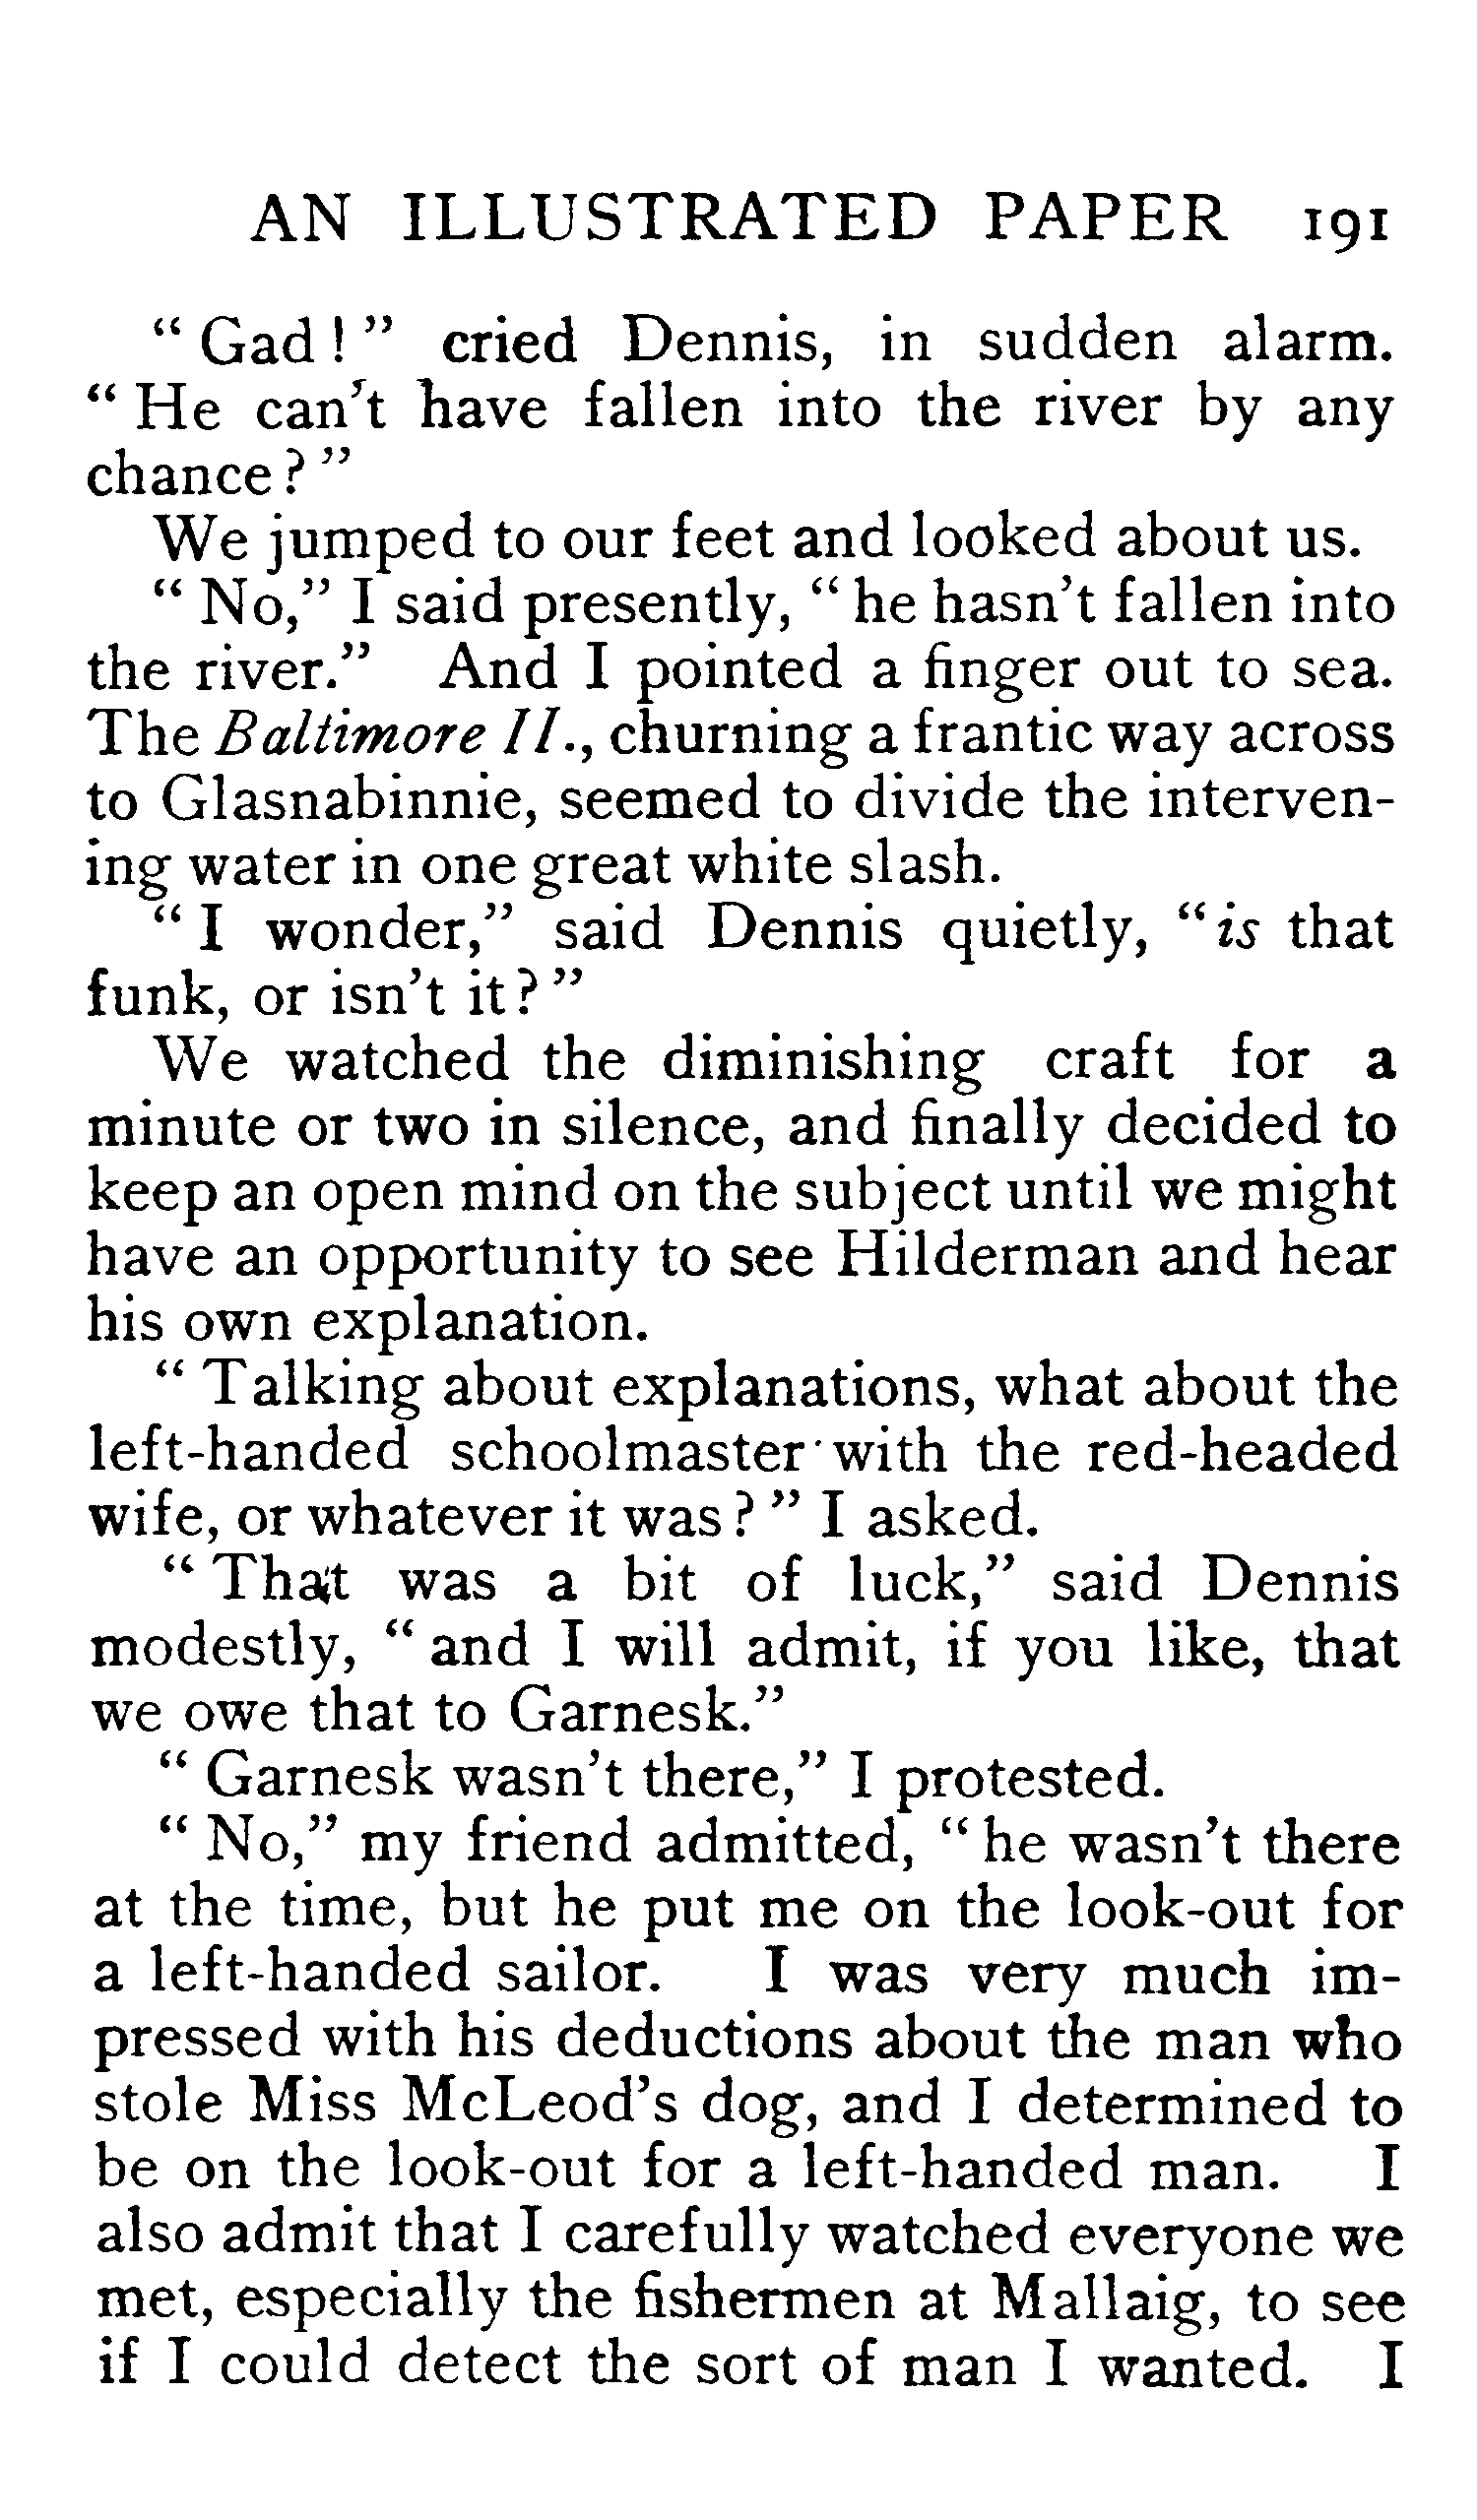 AN ILLUSTRATED PAPER 191
“ Gad ! ” cried Dennis, in sudden alarm.
“ He can't have fallen into the river by any
chance ? ”
We jumped to our feet and looked about us.
“ No,” I said presently, “ he hasn't fallen into
the river.” And I pointed a finger out to sea.
The Baltimore II., churning a frantic way across
to Glasnabinnie, seemed to divide the interven-
ing water in one great white slash.
“ I wonder,” said Dennis quietly, “ is that
funk, or isn't it ? ”
We watched the diminishing craft for a
minute or two in silence, and finally decided to
keep an open mind on the subject until we might
have an opportunity to see Hilderman and hear
his own explanation.
“ Talking about explanations, what about the
left-handed schoolmaster with the red-headed
wife, or whatever it was ? ” I asked.
“ That was a bit of luck,” said Dennis
modestly, “ and I will admit, if you like, that
we owe that to Garnesk.”
“ Garnesk wasn't there,” I protested.
“ No,” my friend admitted, “ he wasn't there
at the time, but he put me on the look-out for
a left-handed sailor. I was very much im-
pressed with his deductions about the man who
stole Miss McLeod's dog, and I determined to
be on the look-out for a left-handed man. I
also admit that I carefully watched everyone we
met, especially the fishermen at Mallaig, to see
if I could detect the sort of man I wanted. I